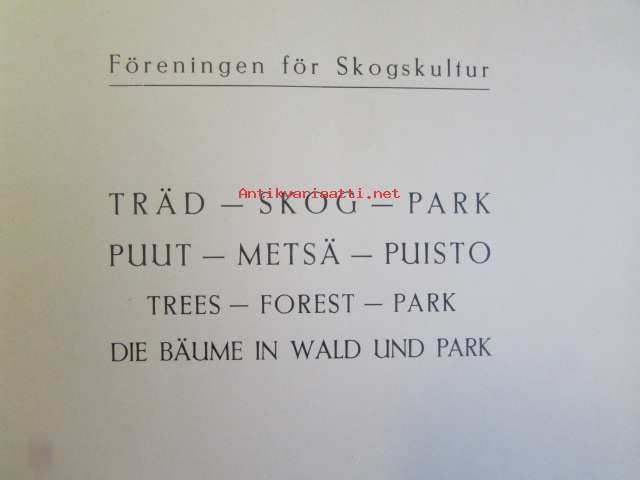 Föreningen för Skogskultur
Antikvariaatti.net
TRÄD — SKOG — PARK
PUUT — METSÄ — PUISTO
TREES — FOREST — PARK
DIE BÄUME IN WALD UND PARK